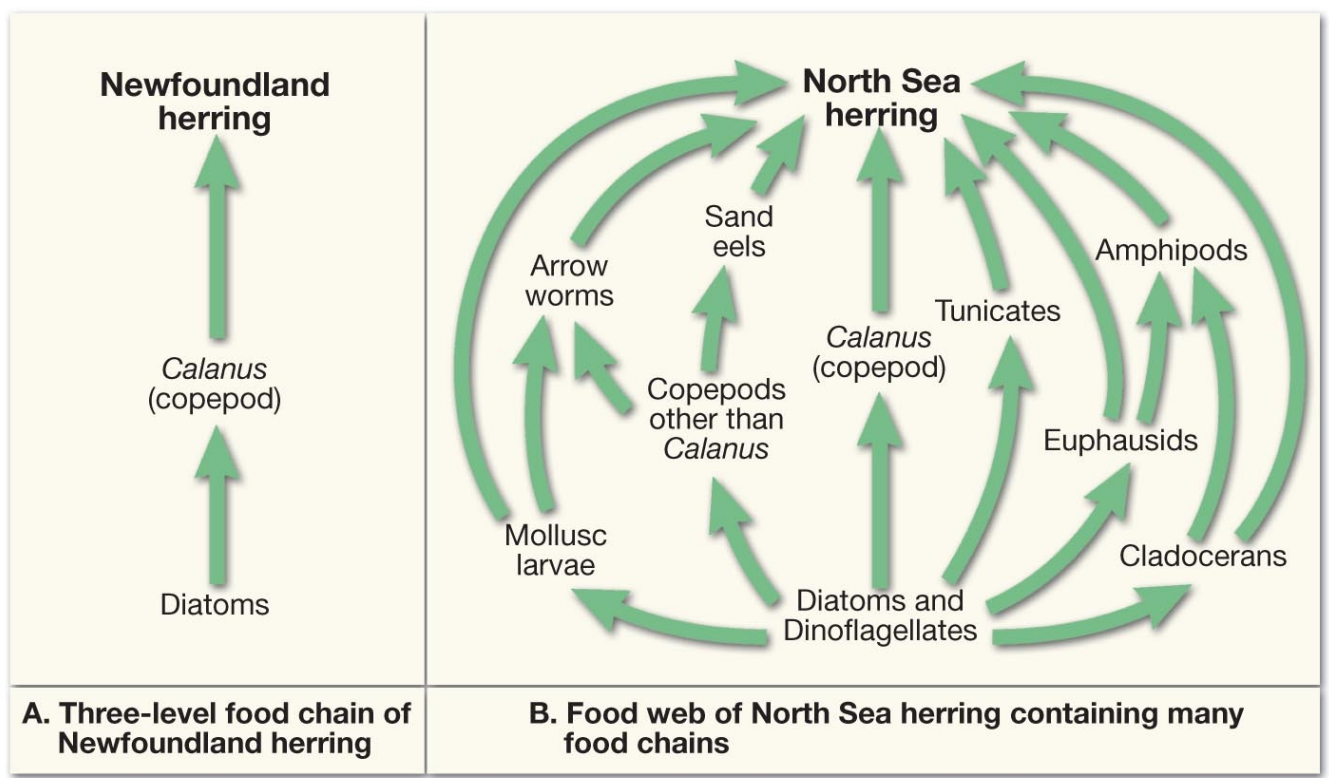 Newfoundland
herring
Calanus
(copepod)
Diatoms
A. Three-level food chain of
Newfoundland herring
North Sea
herring
Sand
eels
Arrow
worms
Amphipods
Tunicates
Calanus
(copepod)
Copepods
other than
Calanus
Euphausids
Mollusc
larvae
Cladocerans
Diatoms and
Dinoflagellates
B. Food web of North Sea herring containing many
food chains